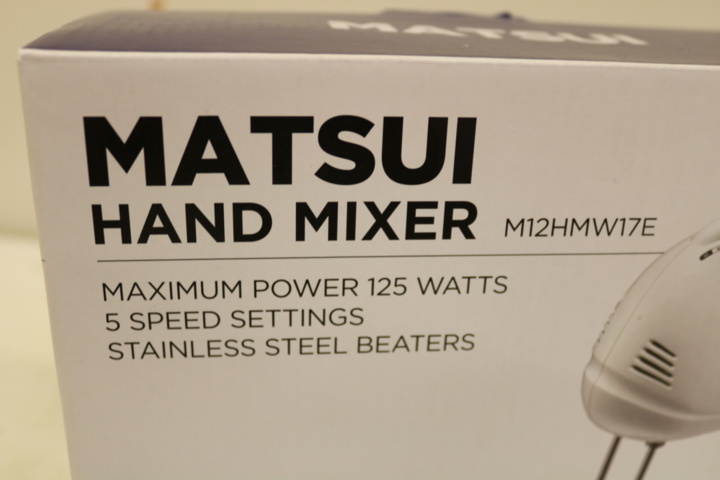 MATSUI
MATSUI
HAND MIXER M12HMW17E
MAXIMUM POWER 125 WATTS
5 SPEED SETTINGS
STAINLESS STEEL BEATERS